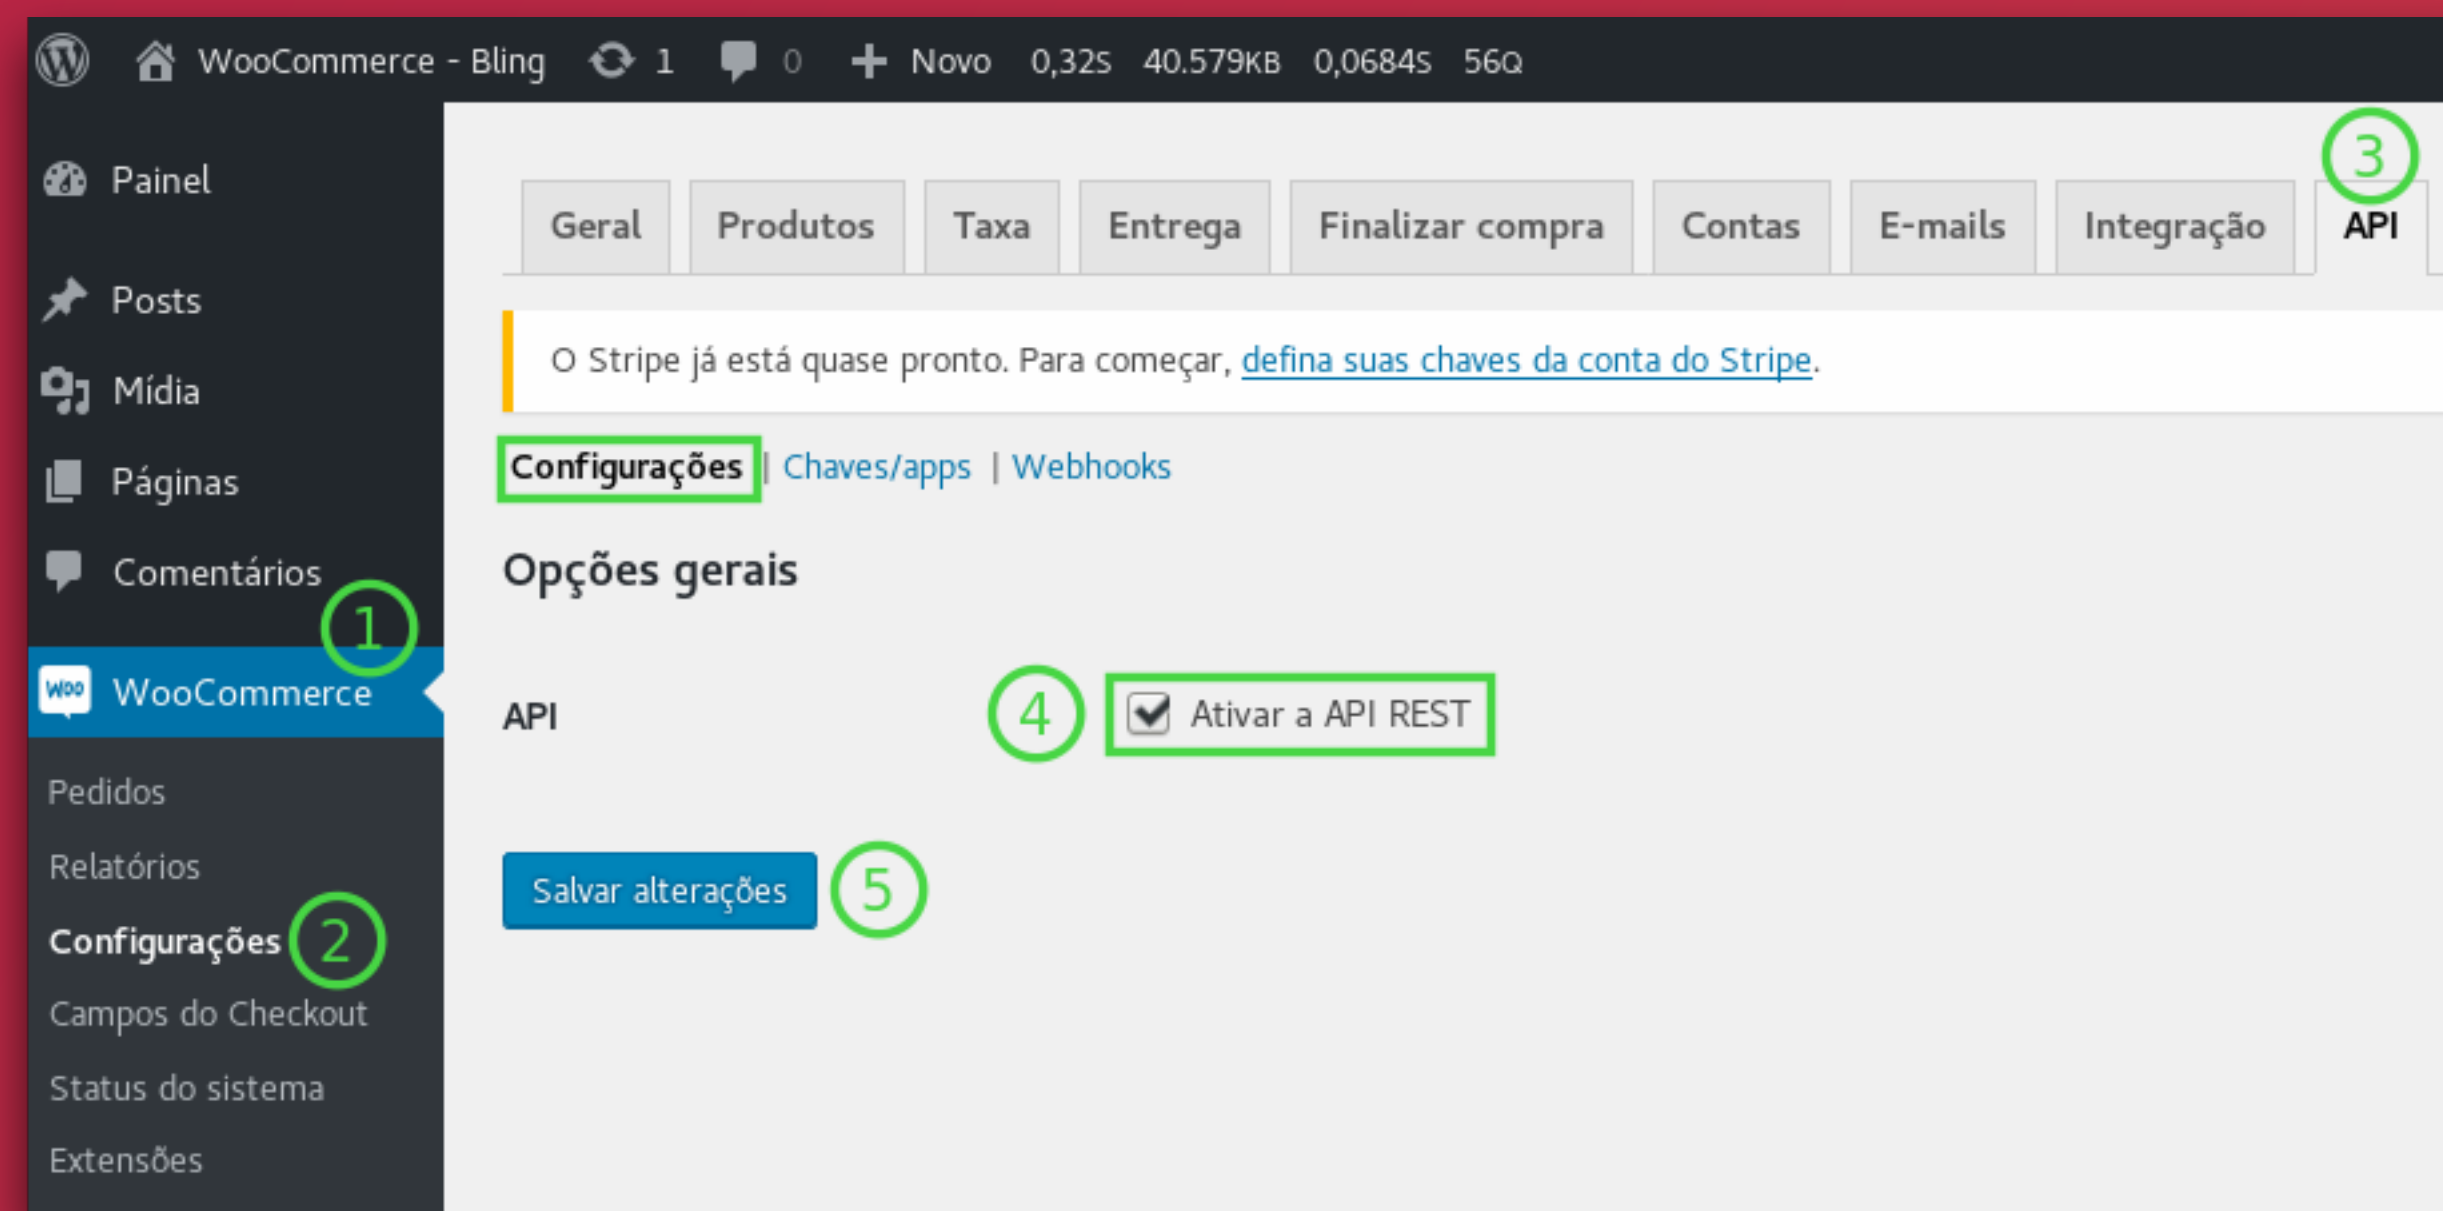 WooCommerce - Bling 1 0 Novo 0,32S 40.579KB 0,0684S 56Q
Painel
Posts
Mídia
Páginas
Comentários
1
Woo WooCommerce
Pedidos
Relatórios
Configurações 2
Campos do Checkout
Status do sistema
Extensões
3
Geral Produtos Taxa Entrega Finalizar compra Contas E-mails Integração API
O Stripe já está quase pronto. Para começar, defina suas chaves da conta do Stripe.
Configurações | Chaves/apps | Webhooks
Opções gerais
API 4 Ativar a API REST
Salvar alterações 5